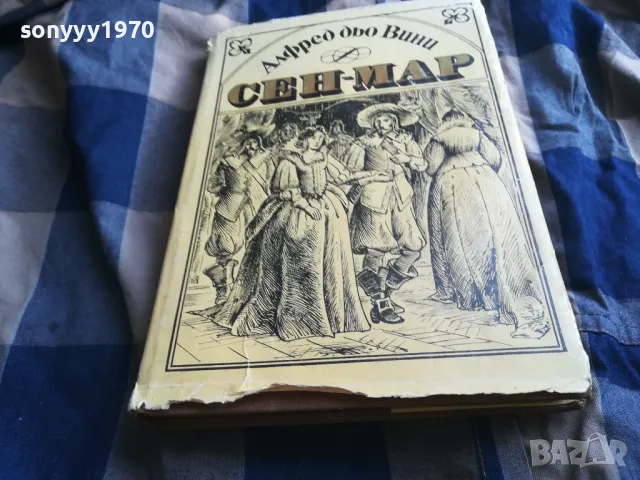 sonyyy1970
Алфред дьо Вини
СЕН-МАР
BAZAR